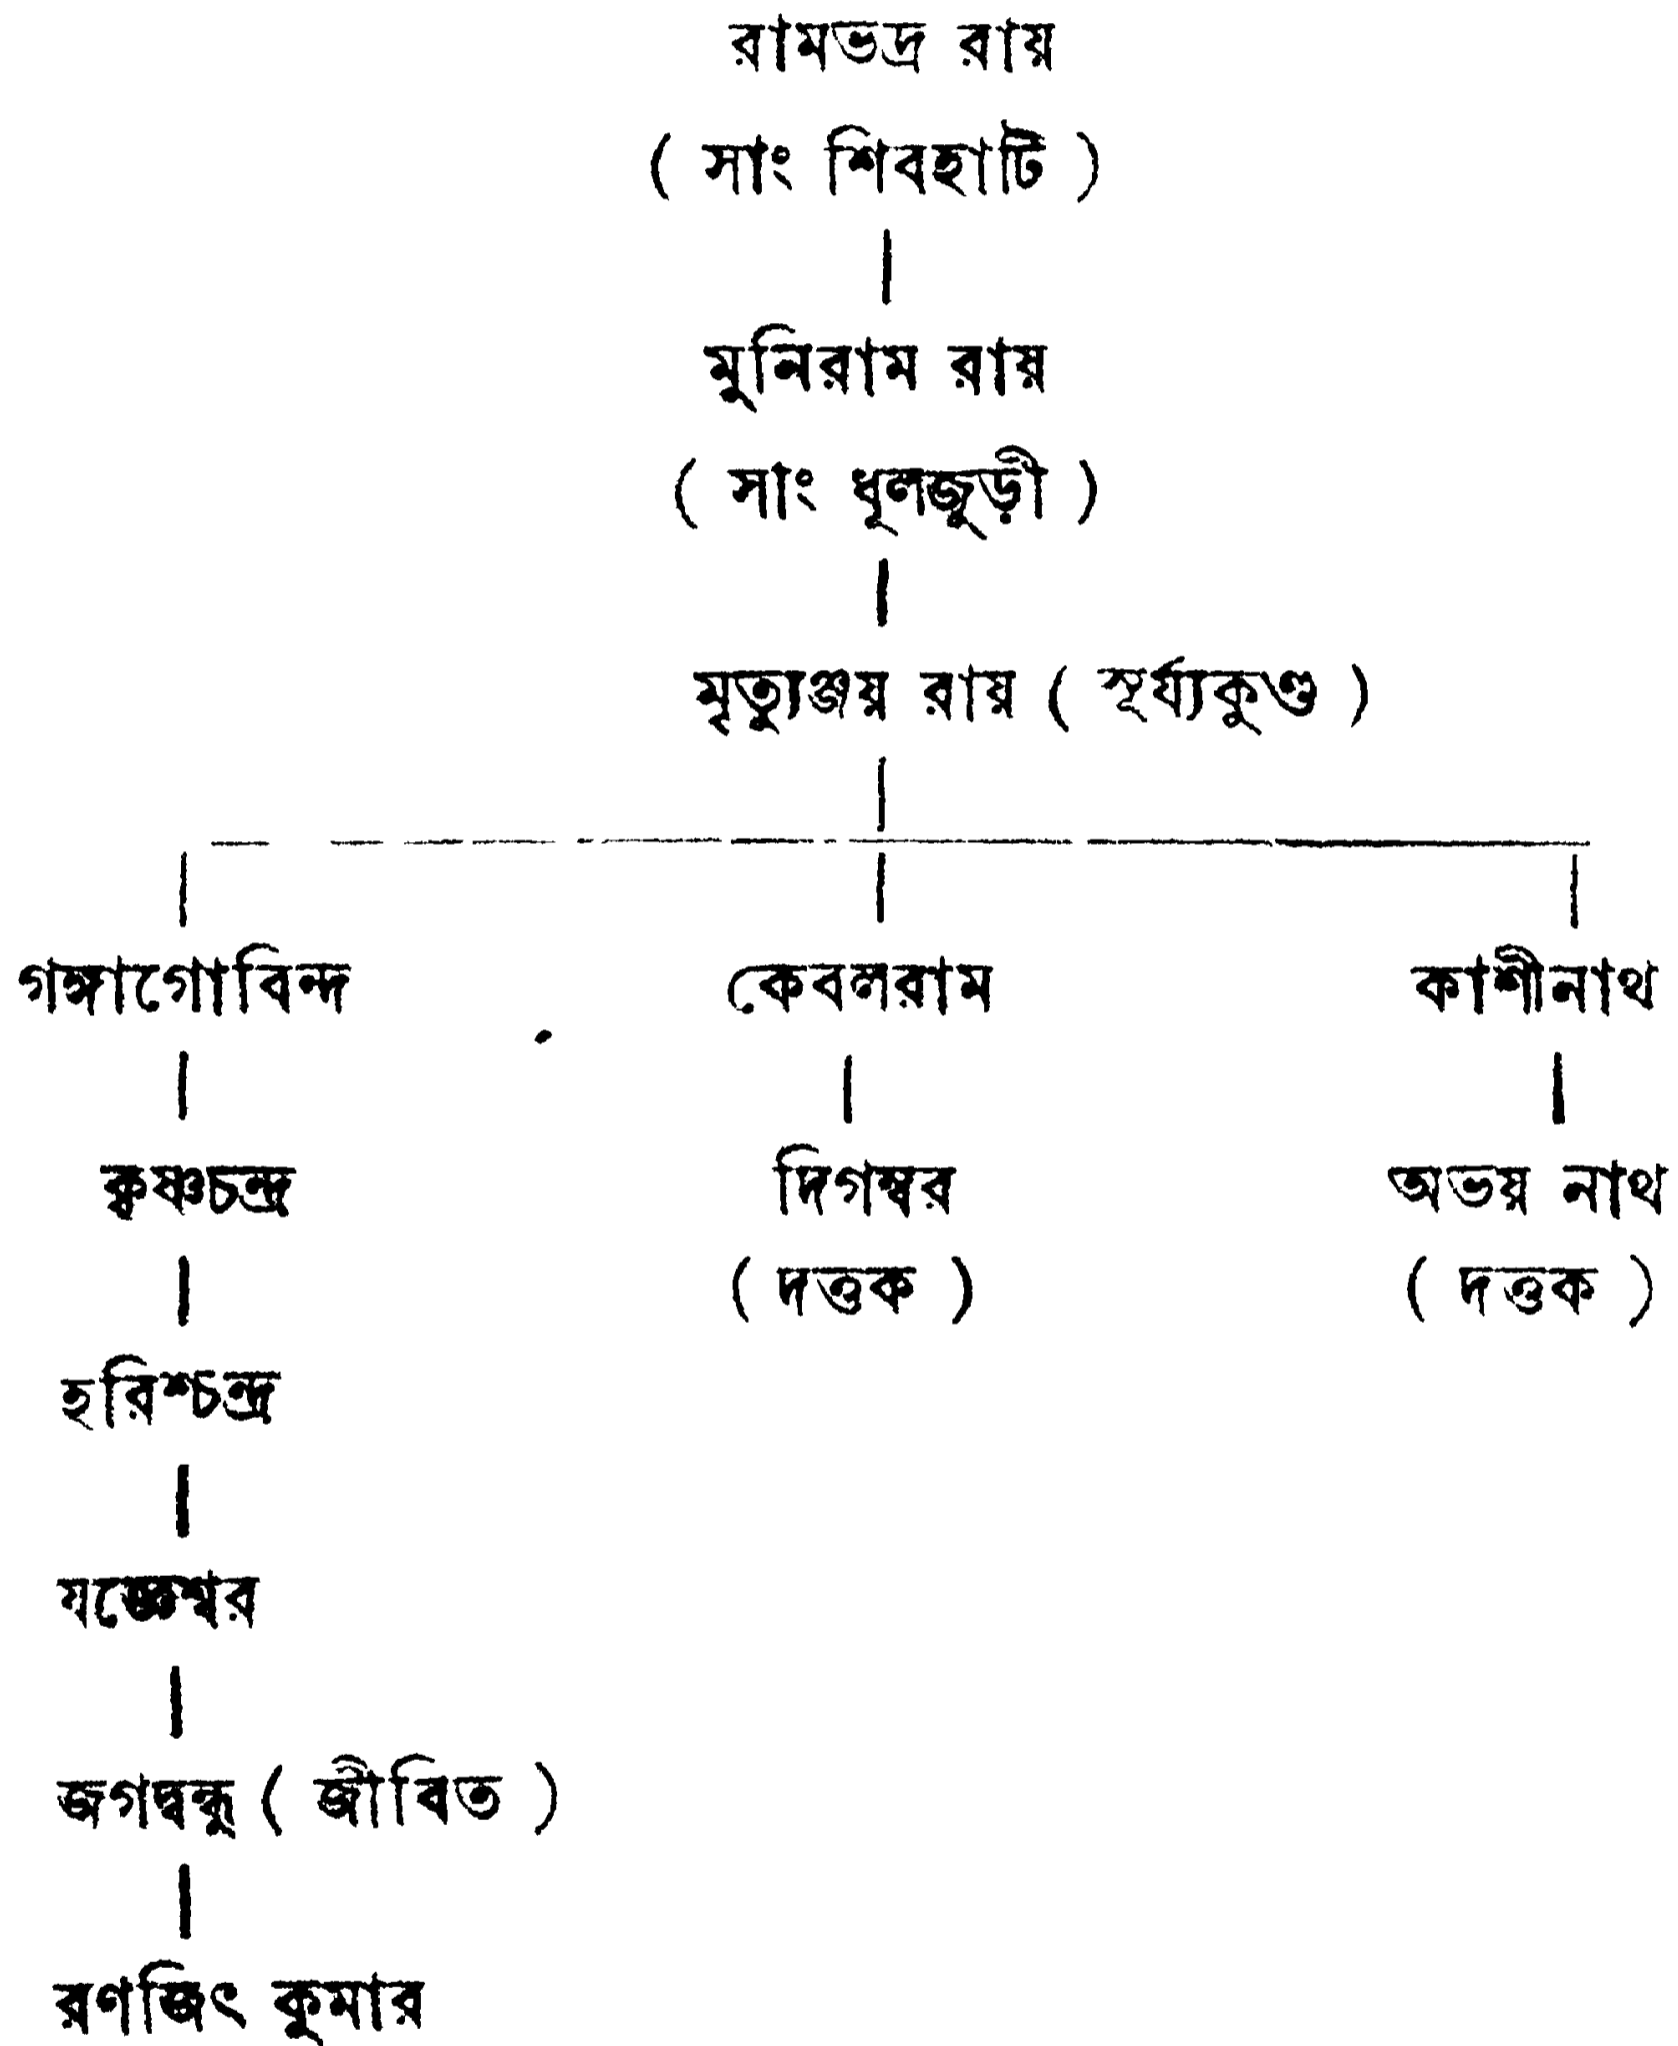 রামভদ্র রায়
( সাং শিবহাটি )
মুনিরাম রায়
( সাং ধূলজুড়ী )
মৃত্যুঞ্জয় রায় ( সূর্য্যকুণ্ড )
গঙ্গাগোবিন্দ কেবলরাম কাশীনাথ
কৃষ্ণচন্দ্র দিগম্বর অভয় নাথ
( দত্তক ) ( দত্তক )
হরিশ্চন্দ্র
যজ্ঞেশ্বর
জগদ্বন্ধু ( জীবিত )
রণজিৎ কুমার